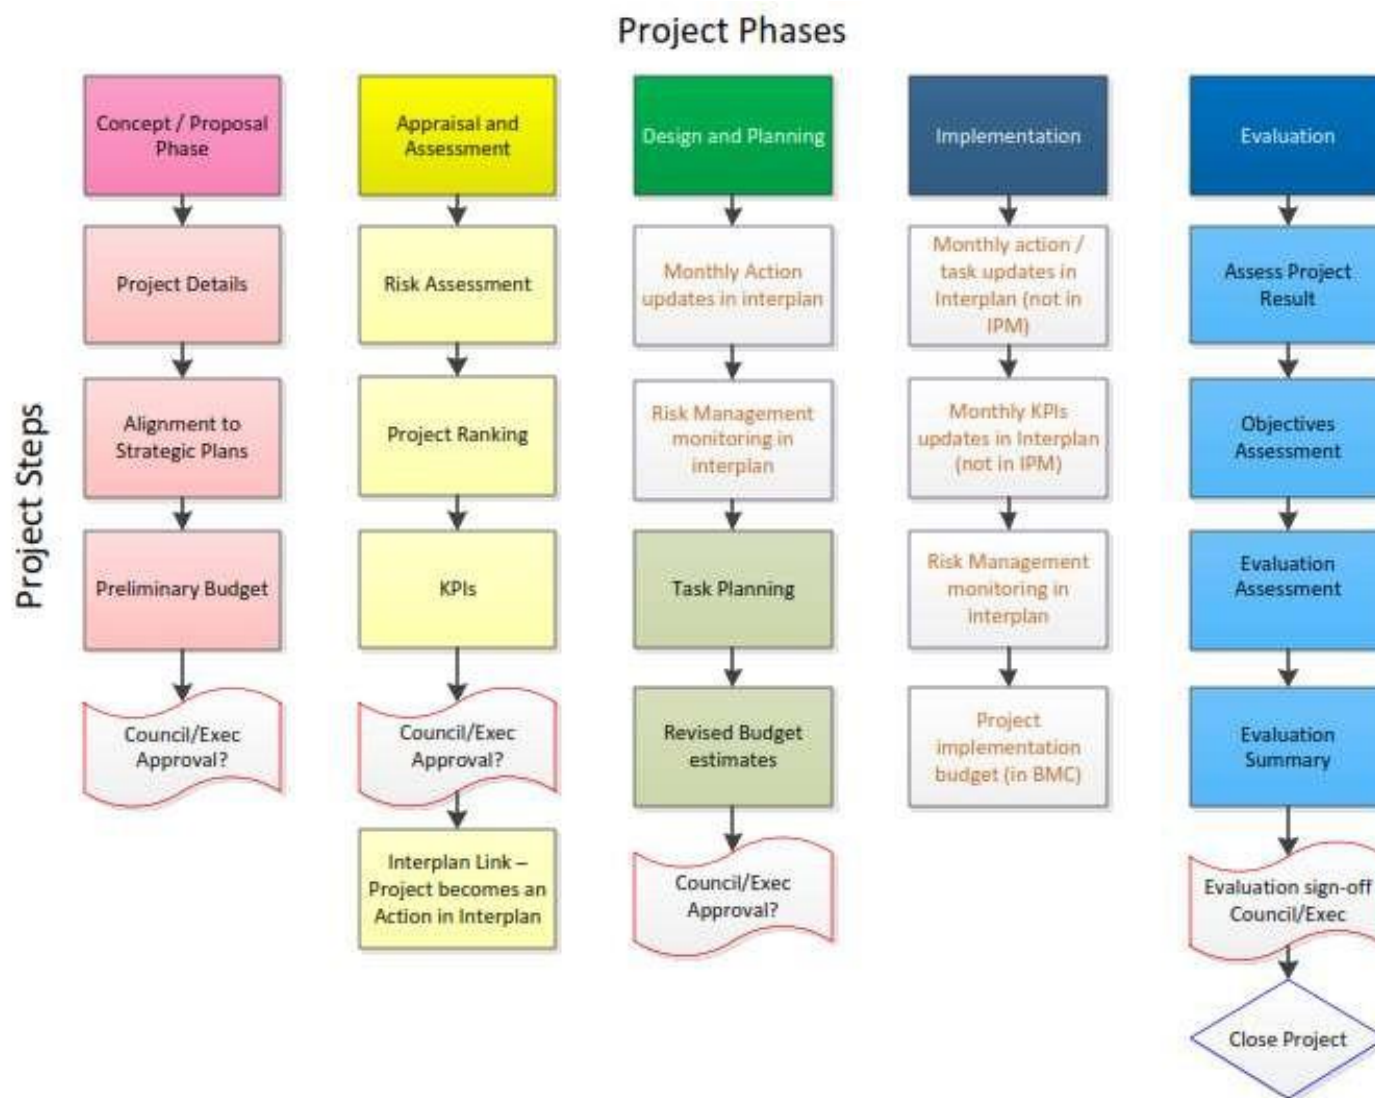 Project Phases
Project Steps
Concept / Proposal
Phase
Project Details
Alignment to
Strategic Plans
Preliminary Budget
Council/Exec
Approval?
Appraisal and
Assessment
Risk Assessment
Project Ranking
KPIs
Council/Exec
Approval?
Interplan Link –
Project becomes an
Action in Interplan
Design and Planning
Monthly Action
updates in interplan
Risk Management
monitoring in
interplan
Task Planning
Revised Budget
estimates
Council/Exec
Approval?
Implementation
Monthly action /
task updates in
Interplan (not in
IPM)
Monthly KPIs
updates in Interplan
(not in IPM)
Risk Management
monitoring in
Interplan
Project
implementation
budget (in BMC)
Evaluation
Assess Project
Result
Objectives
Assessment
Evaluation
Assessment
Evaluation
Summary
Evaluation sign-off
Council/Exec
Close Project